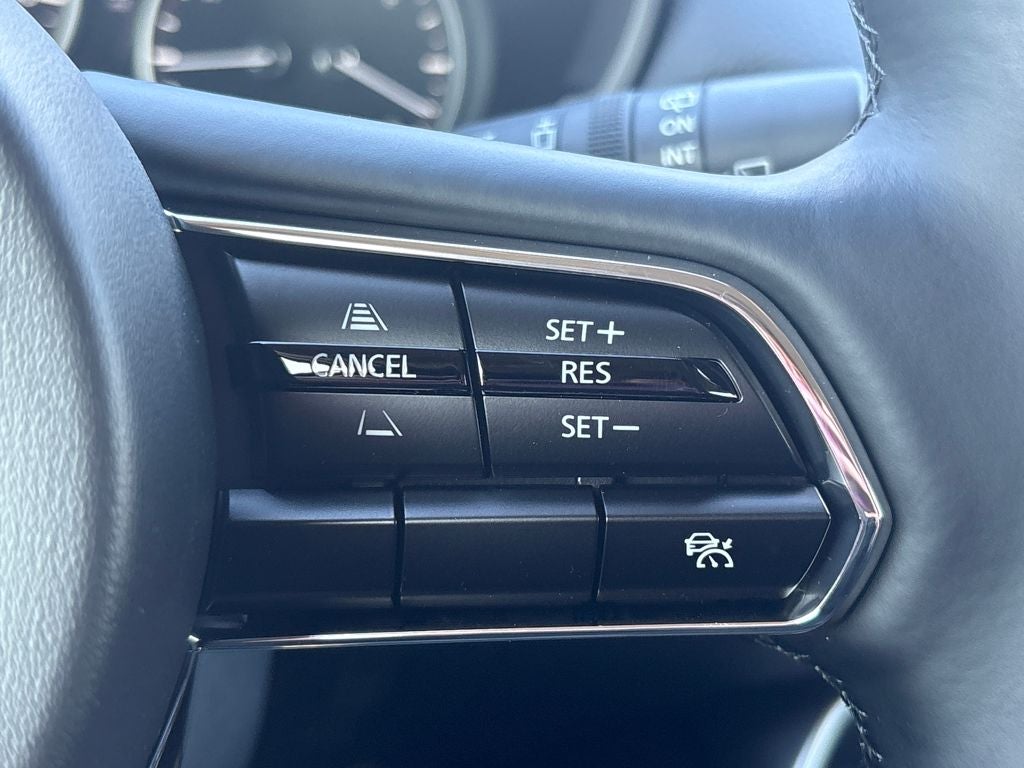 ON
INT
SET+
CANCEL
RES
SET−